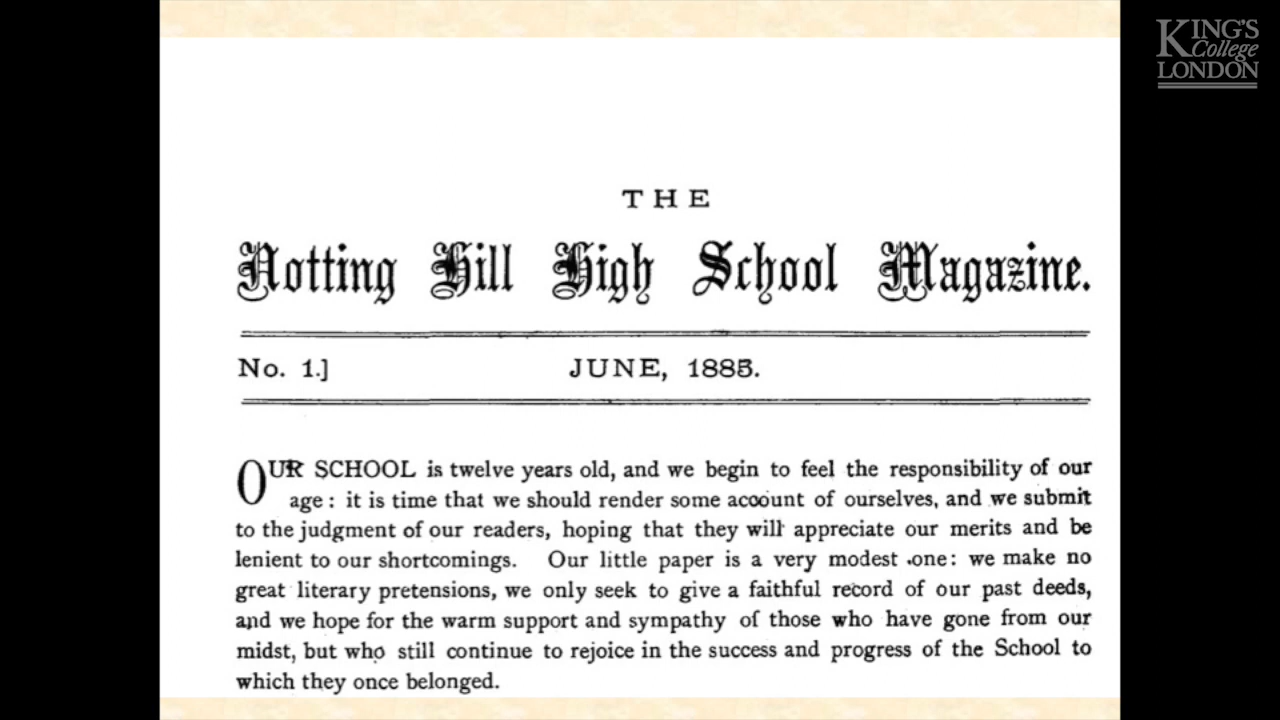 KING'S
College
LONDON
THE
Notting Hill High School Magazine.
No. 1.] JUNE, 1885.
OUR SCHOOL is twelve years old, and we begin to feel the responsibility of our
age : it is time that we should render some account of ourselves, and we submit
to the judgment of our readers, hoping that they will appreciate our merits and be
lenient to our shortcomings. Our little paper is a very modest one: we make no
great literary pretensions, we only seek to give a faithful record of our past deeds,
and we hope for the warm support and sympathy of those who have gone from our
midst, but who still continue to rejoice in the success and progress of the School to
which they once belonged.